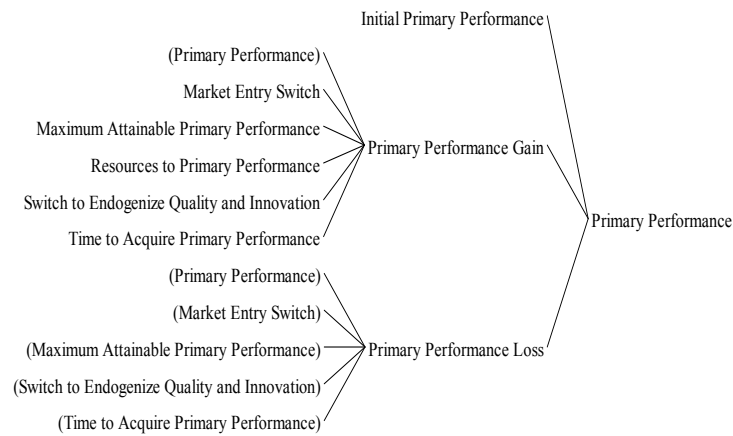 Initial Primary Performance
(Primary Performance)
Market Entry Switch
Maximum Attainable Primary Performance
Resources to Primary Performance
Switch to Endogenize Quality and Innovation
Time to Acquire Primary Performance
Primary Performance Gain
(Primary Performance)
(Market Entry Switch)
(Maximum Attainable Primary Performance)
(Switch to Endogenize Quality and Innovation)
(Time to Acquire Primary Performance)
Primary Performance Loss
Primary Performance